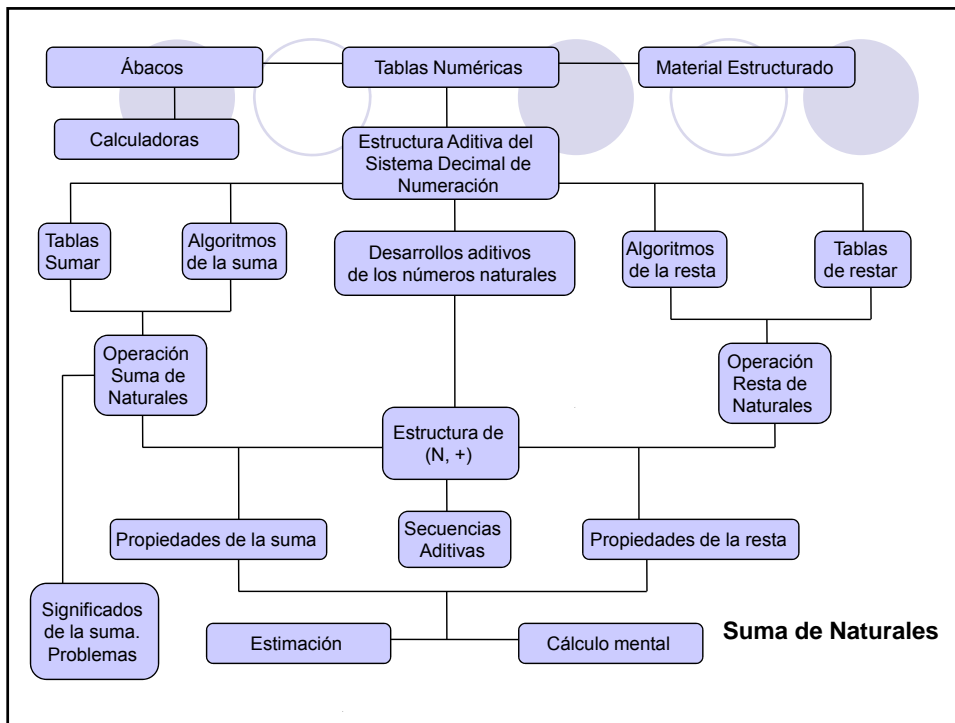 Ábacos
Tablas Numéricas
Material Estructurado
Calculadoras
Estructura Aditiva del
Sistema Decimal de
Numeración
Tablas
Sumar
Algoritmos
de la suma
Desarrollos aditivos
de los números naturales
Algoritmos
de la resta
Tablas
de restar
Operación
Suma de
Naturales
Operación
Resta de
Naturales
Estructura de
(N, +)
Propiedades de la suma
Secuencias
Aditivas
Propiedades de la resta
Significados
de la suma.
Problemas
Estimación
Cálculo mental
Suma de Naturales